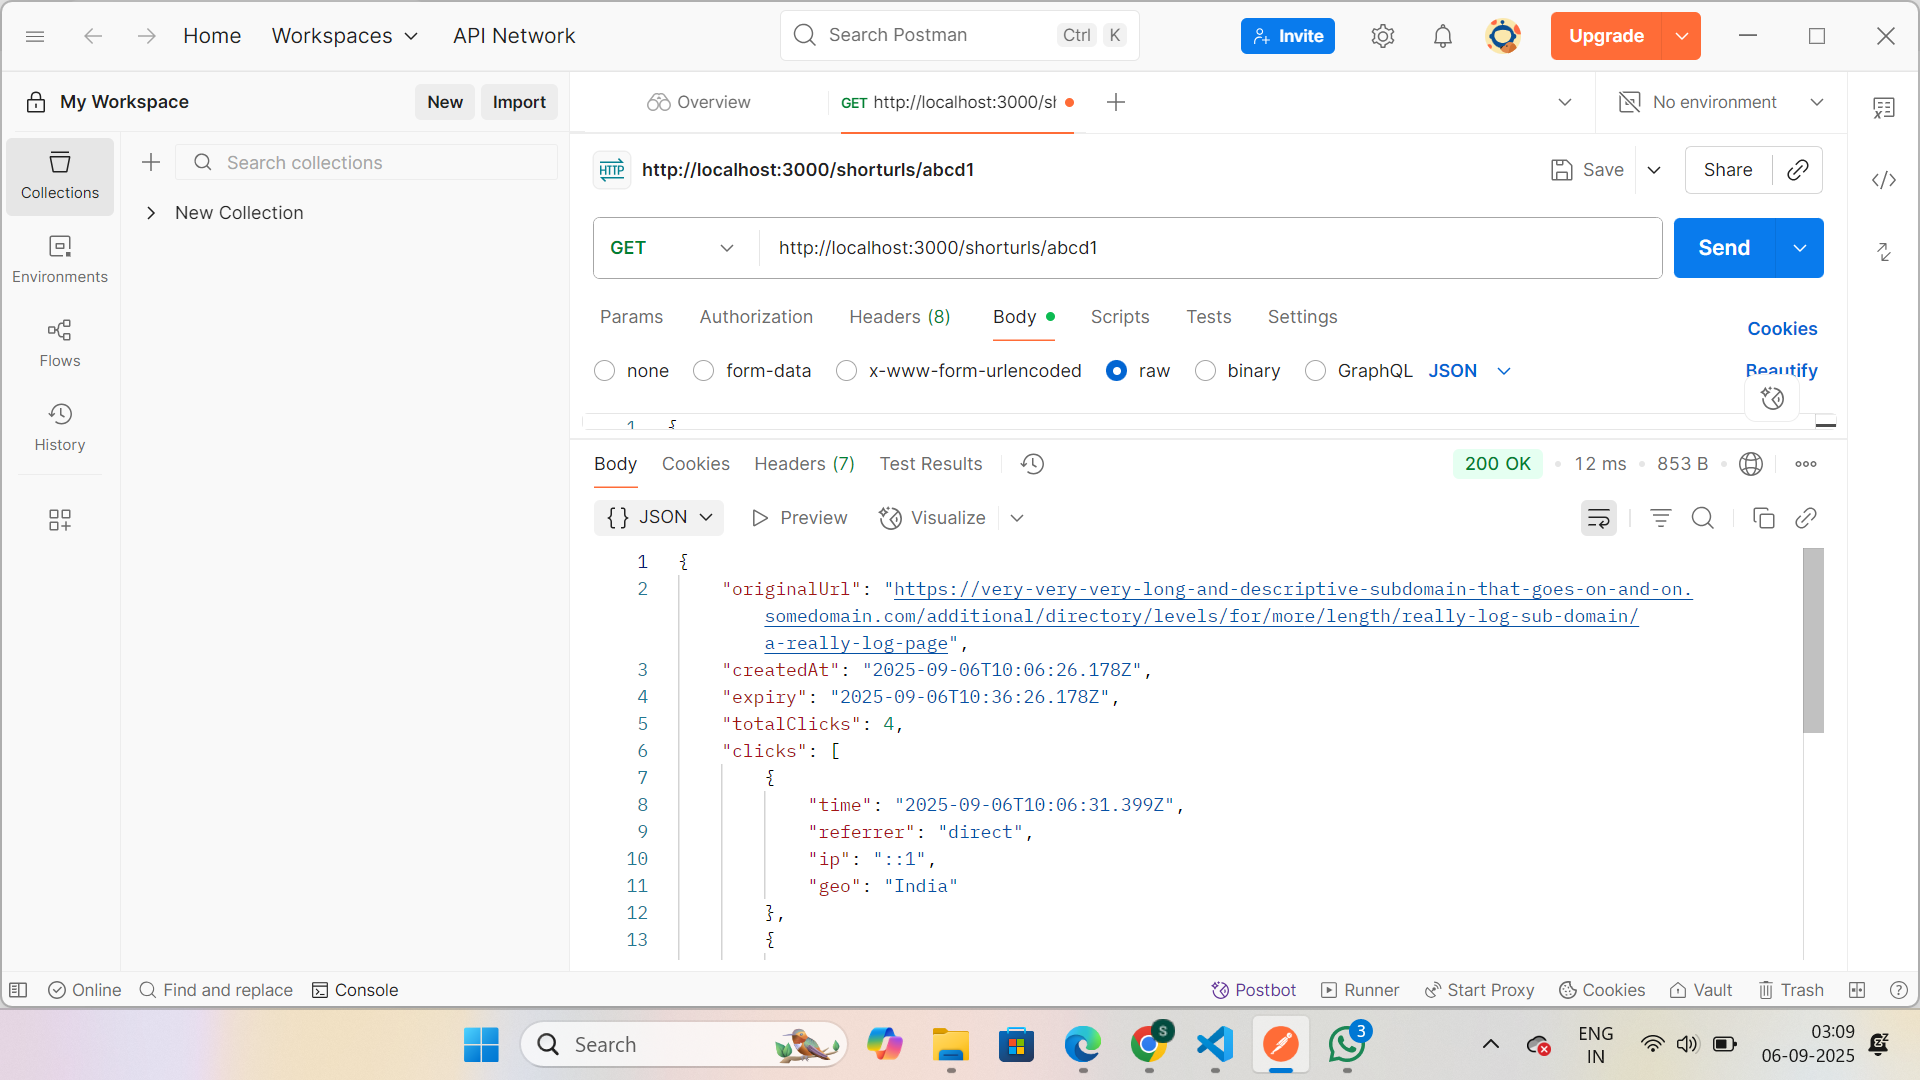 Home
Workspaces
API Network
Search Postman
Ctrl K
Invite
Upgrade
My Workspace
New
Import
Overview
GET http://localhost:3000/sh
No environment
Collections
Search collections
New Collection
Environments
Flows
History
HTTP http://localhost:3000/shorturls/abcd1
Save
Share
GET http://localhost:3000/shorturls/abcd1
Send
Params Authorization Headers (8) Body Scripts Tests Settings
Cookies
none form-data x-www-form-urlencoded raw binary GraphQL JSON
Beautify
1 {
Body Cookies Headers (7) Test Results
200 OK • 12 ms • 853 B
{} JSON Preview Visualize
1 {
2 "originalUrl": "https://very-very-very-long-and-descriptive-subdomain-that-goes-on-and-on.
somedomain.com/additional/directory/levels/for/more/length/really-log-sub-domain/
a-really-log-page",
3 "createdAt": "2025-09-06T10:06:26.178Z",
4 "expiry": "2025-09-06T10:36:26.178Z",
5 "totalClicks": 4,
6 "clicks": [
7 {
8 "time": "2025-09-06T10:06:31.399Z",
9 "referrer": "direct",
10 "ip": "::1",
11 "geo": "India"
12 },
13 {
Online
Find and replace
Console
Postbot
Runner
Start Proxy
Cookies
Vault
Trash
Search
S
3
ENG
IN
03:09
06-09-2025